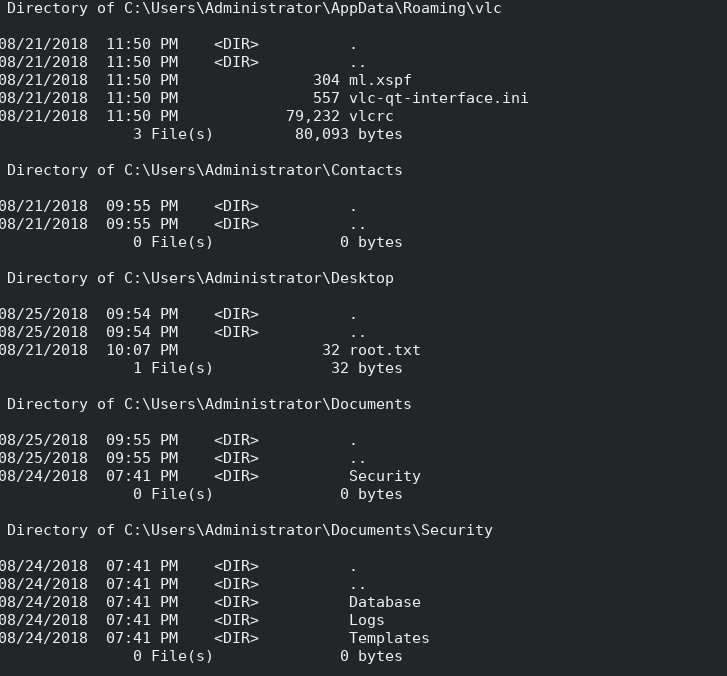 Directory of C:\Users\Administrator\AppData\Roaming\vlc
08/21/2018  11:50 PM    <DIR>          .
08/21/2018  11:50 PM    <DIR>          ..
08/21/2018  11:50 PM               304 ml.xspf
08/21/2018  11:50 PM               557 vlc-qt-interface.ini
08/21/2018  11:50 PM            79,232 vlcrc
               3 File(s)         80,093 bytes
Directory of C:\Users\Administrator\Contacts
08/21/2018  09:55 PM    <DIR>          .
08/21/2018  09:55 PM    <DIR>          ..
               0 File(s)              0 bytes
Directory of C:\Users\Administrator\Desktop
08/25/2018  09:54 PM    <DIR>          .
08/25/2018  09:54 PM    <DIR>          ..
08/21/2018  10:07 PM                32 root.txt
               1 File(s)             32 bytes
Directory of C:\Users\Administrator\Documents
08/25/2018  09:55 PM    <DIR>          .
08/25/2018  09:55 PM    <DIR>          ..
08/24/2018  07:41 PM    <DIR>          Security
               0 File(s)              0 bytes
Directory of C:\Users\Administrator\Documents\Security
08/24/2018  07:41 PM    <DIR>          .
08/24/2018  07:41 PM    <DIR>          ..
08/24/2018  07:41 PM    <DIR>          Database
08/24/2018  07:41 PM    <DIR>          Logs
08/24/2018  07:41 PM    <DIR>          Templates
               0 File(s)              0 bytes